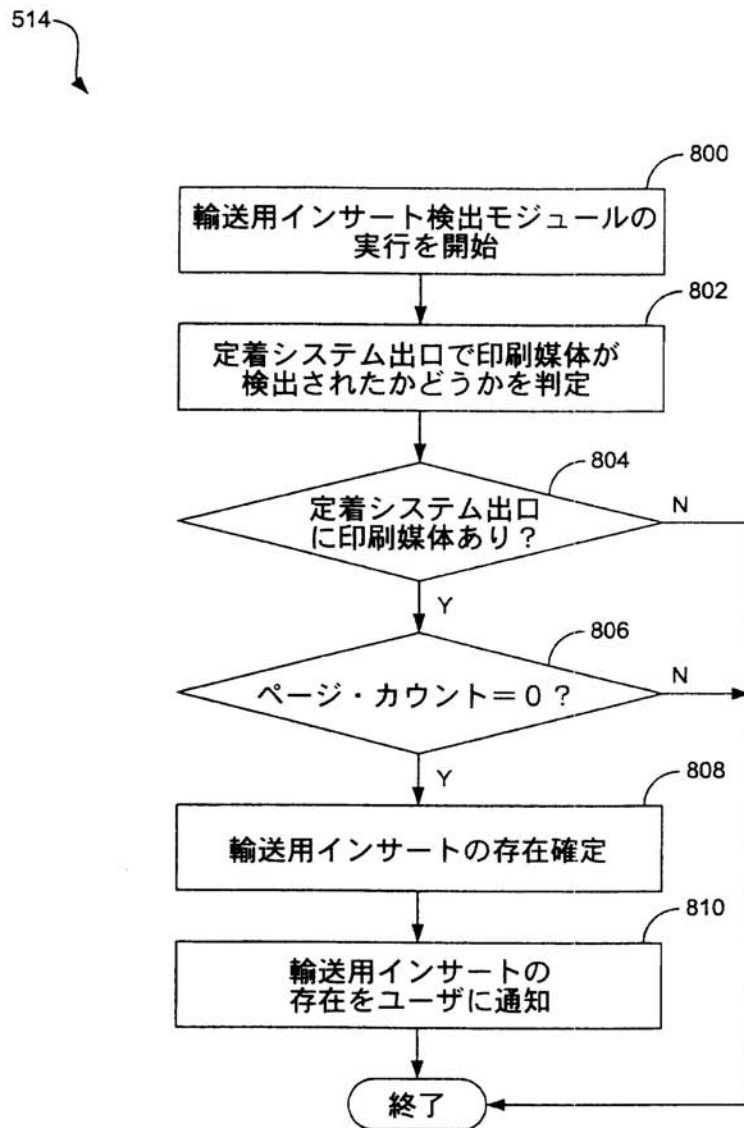 514
800
輸送用インサート検出モジュールの
実行を開始
802
定着システム出口で印刷媒体が
検出されたかどうかを判定
804
定着システム出口
に印刷媒体あり?
N
Y
806
ページ・カウント=0?
N
Y
808
輸送用インサートの存在確定
810
輸送用インサートの
存在をユーザに通知
終了